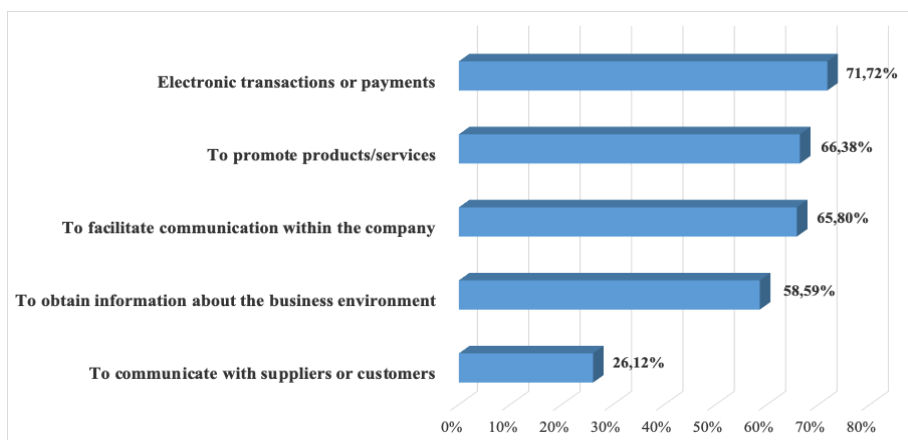 Electronic transactions or payments
71,72%
To promote products/services
66,38%
To facilitate communication within the company
65,80%
To obtain information about the business environment
58,59%
To communicate with suppliers or customers
26,12%
0% 10% 20% 30% 40% 50% 60% 70% 80%